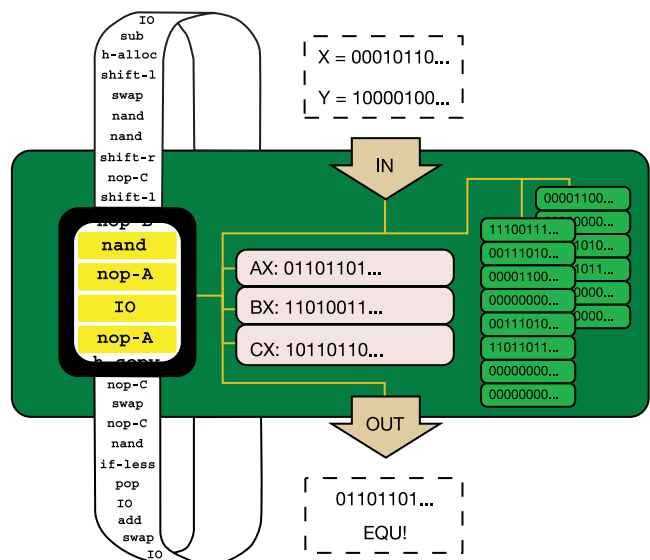 IO
sub
h-alloc
shift-l
swap
nand
nand
shift-r
nop-C
shift-l
nand
nop-A
IO
nop-A
nop-C
swap
nop-C
nand
if-less
pop
IO
add
swap
IO
X = 00010110...
Y = 10000100...
IN
AX: 01101101...
BX: 11010011...
CX: 10110110...
OUT
01101101...
EQU!
11100111...
00111010...
00001100...
00000000...
00111010...
11011011...
00000000...
00000000...
00001100...